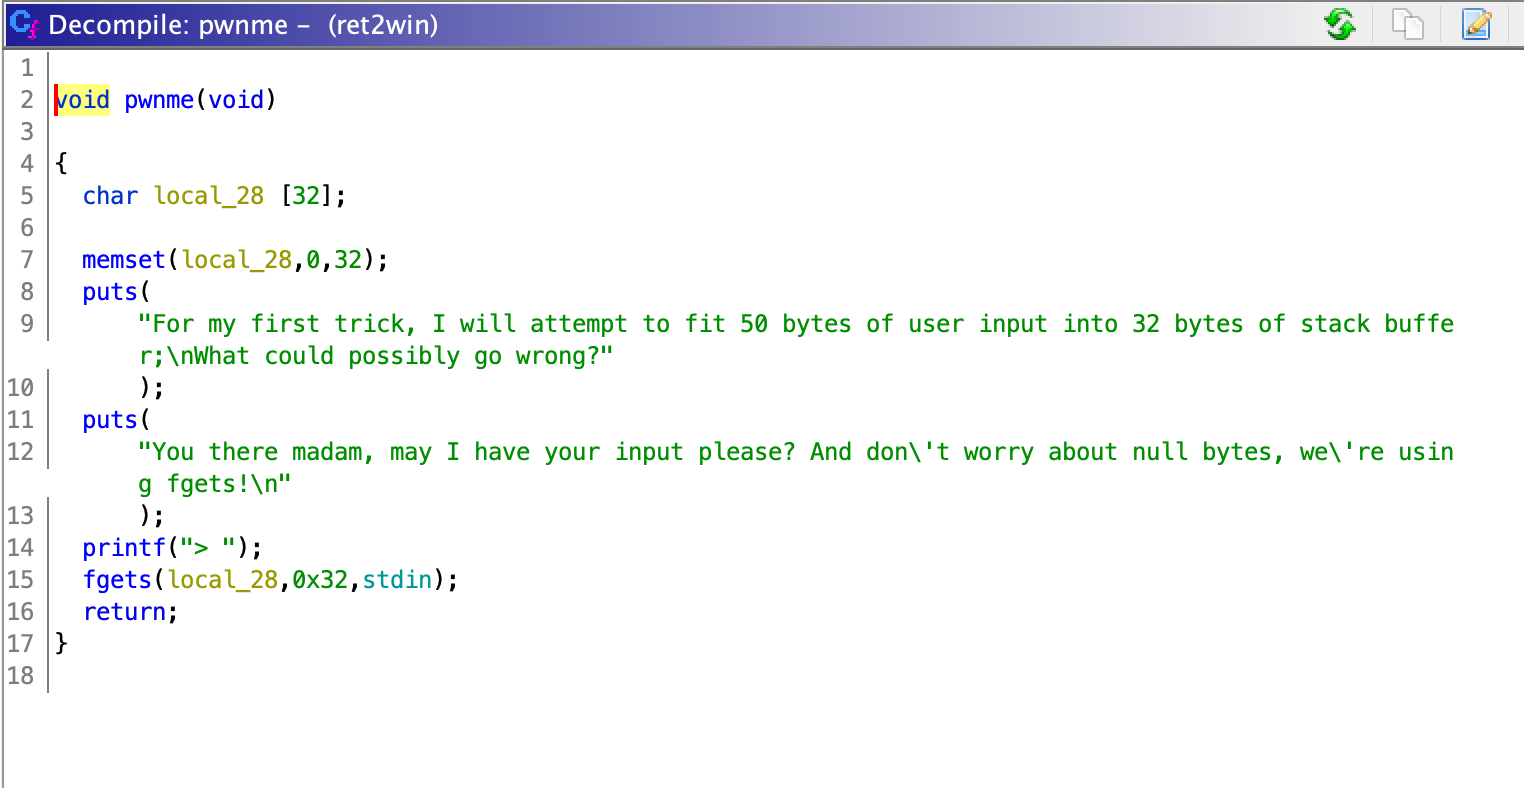 Decompile: pwnme – (ret2win)
1
2 void pwnme(void)
3
4 {
5 char local_28 [32];
6
7 memset(local_28,0,32);
8 puts(
9 "For my first trick, I will attempt to fit 50 bytes of user input into 32 bytes of stack buffe
r;\nWhat could possibly go wrong?"
10 );
11 puts(
12 "You there madam, may I have your input please? And don\'t worry about null bytes, we\'re usin
g fgets!\n"
13 );
14 printf("> ");
15 fgets(local_28,0x32,stdin);
16 return;
17 }
18